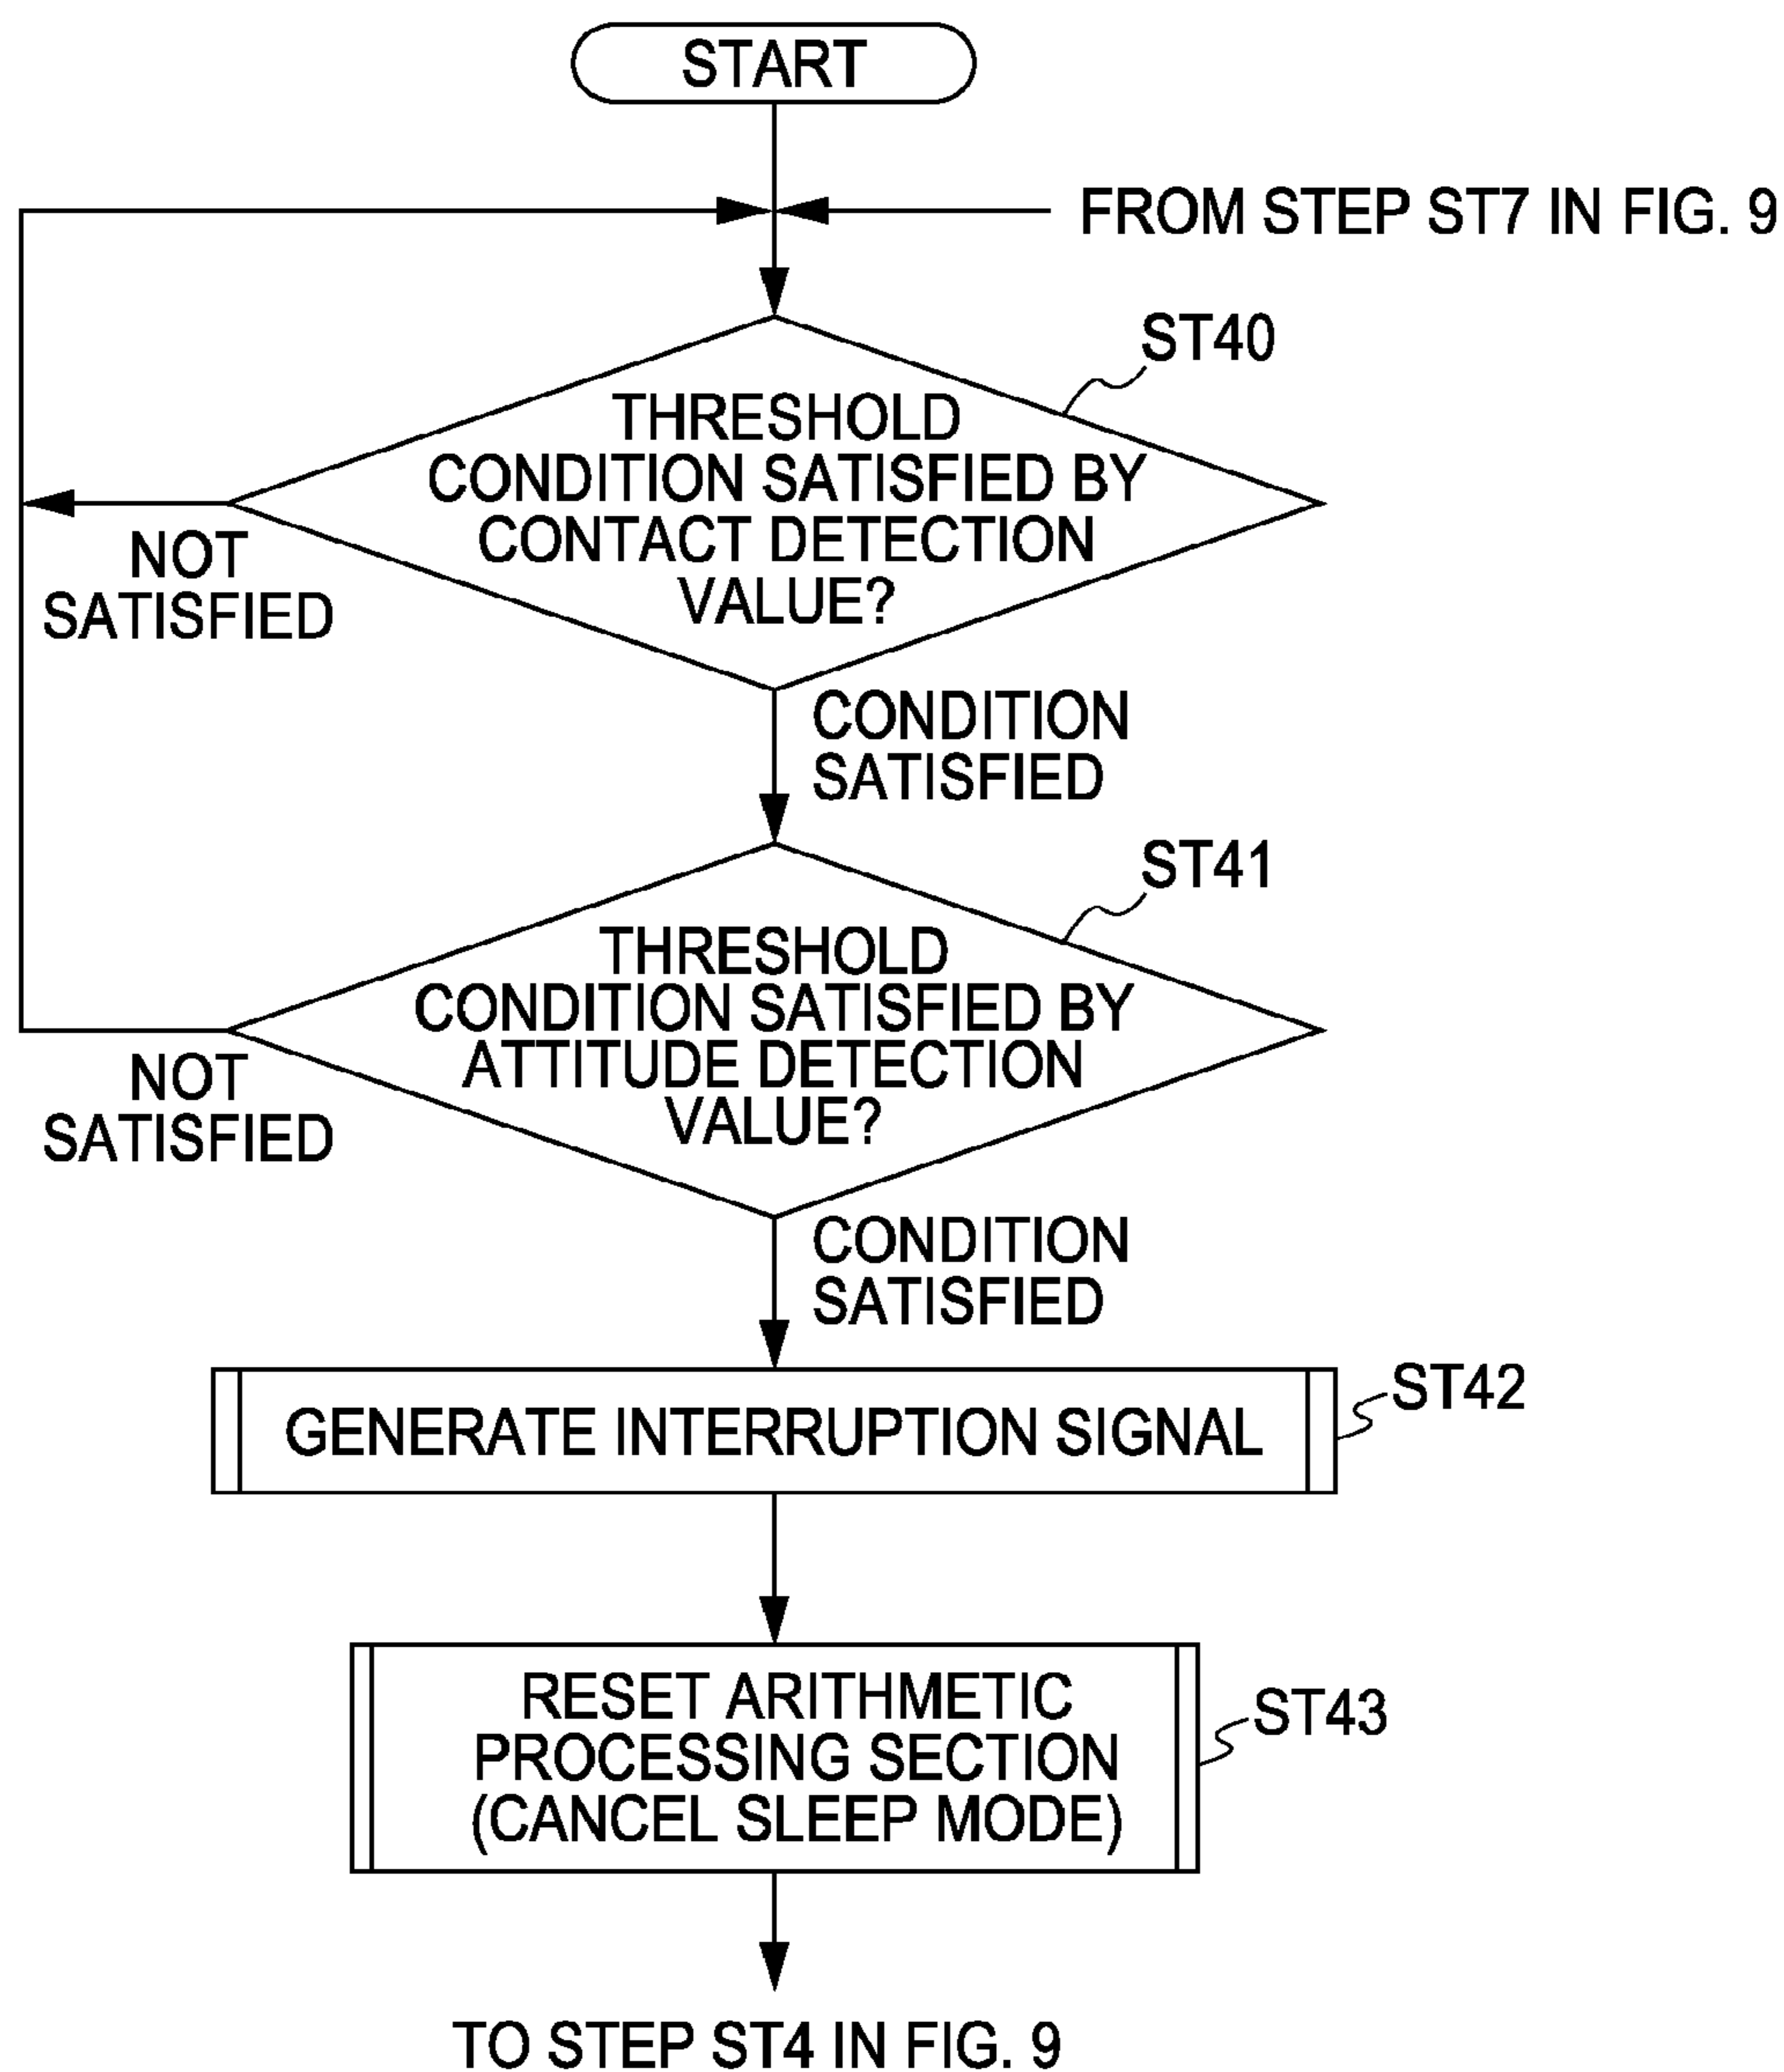 START
FROM STEP ST7 IN FIG. 9
ST40
THRESHOLD
CONDITION SATISFIED BY
CONTACT DETECTION
VALUE?
NOT
SATISFIED
CONDITION
SATISFIED
ST41
THRESHOLD
CONDITION SATISFIED BY
ATTITUDE DETECTION
VALUE?
NOT
SATISFIED
CONDITION
SATISFIED
ST42
GENERATE INTERRUPTION SIGNAL
ST43
RESET ARITHMETIC
PROCESSING SECTION
(CANCEL SLEEP MODE)
TO STEP ST4 IN FIG. 9